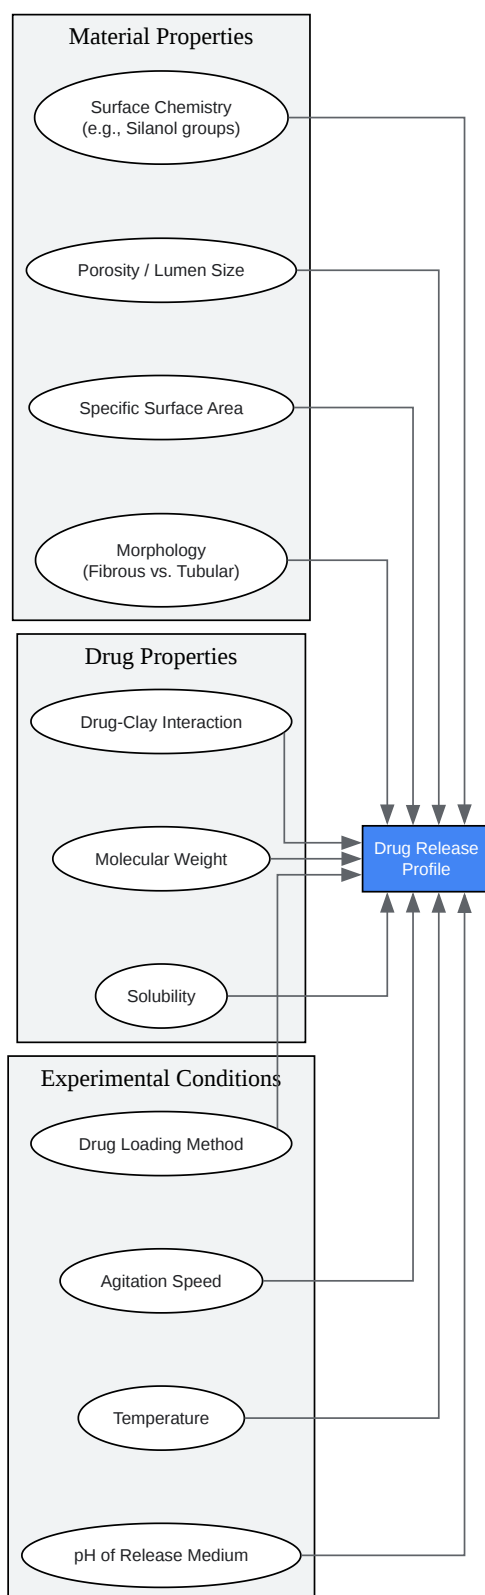 Material Properties
Surface Chemistry
(e.g., Silanol groups)
Porosity / Lumen Size
Specific Surface Area
Morphology
(Fibrous vs. Tubular)
Drug Properties
Drug-Clay Interaction
Molecular Weight
Drug Release
Profile
Solubility
Experimental Conditions
Drug Loading Method
Agitation Speed
Temperature
pH of Release Medium